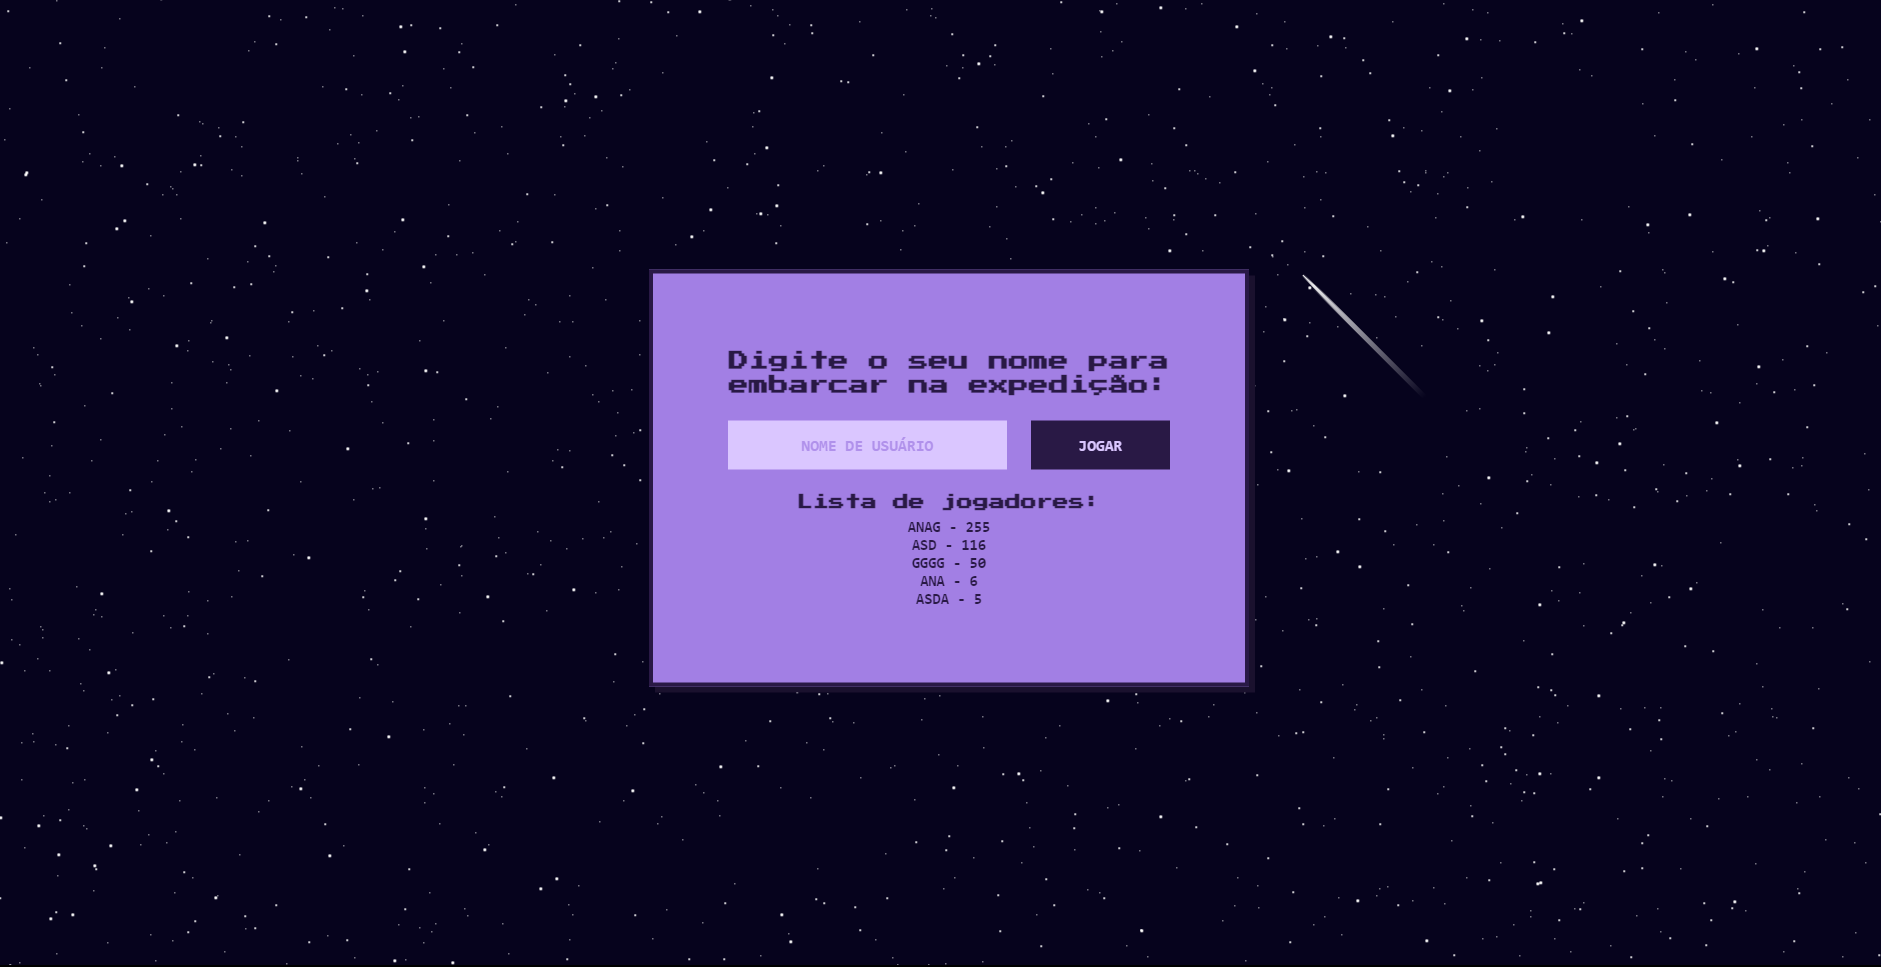 Digite o seu nome para
embarcar na expedição:
NOME DE USUÁRIO
JOGAR
Lista de jogadores:
ANAG - 255
ASD - 116
GGGG - 50
ANA - 6
ASDA - 5